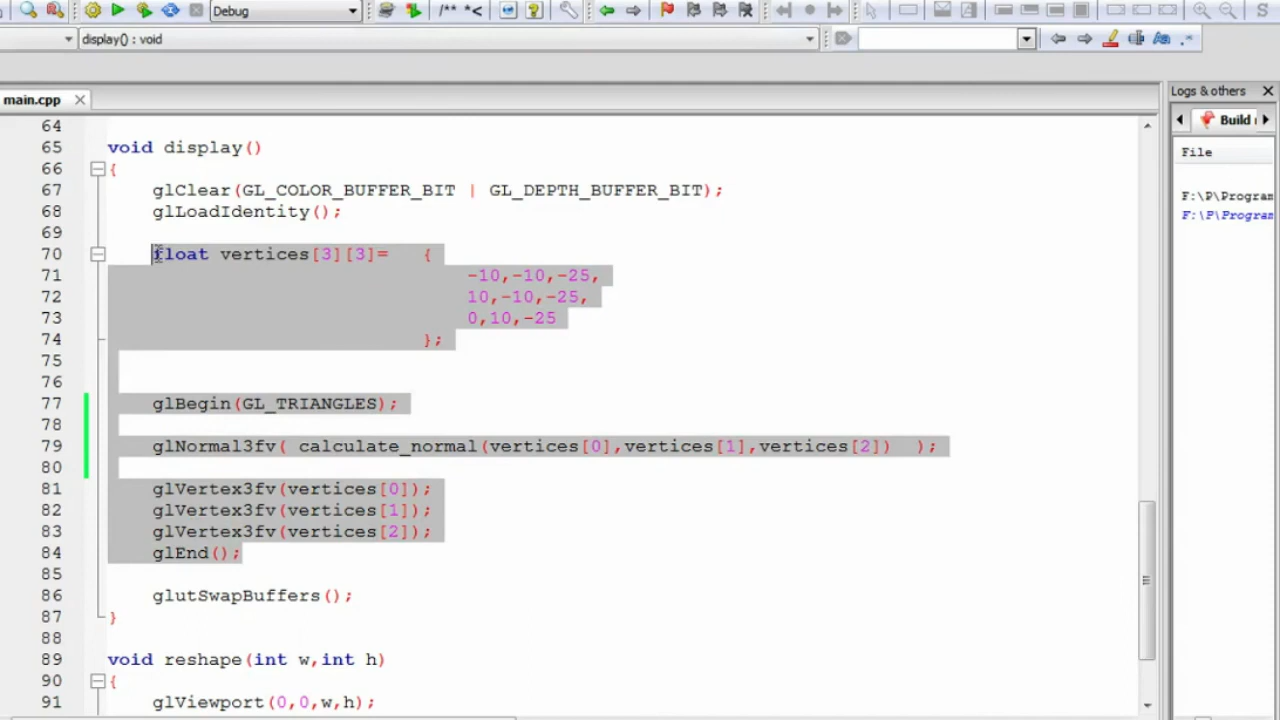 Debug
/** *<
S
display() : void
main.cpp
Logs & others
Build
File
F:\P\Progran
F:\P\Program
64
65 void display()
66 {
67 glClear(GL_COLOR_BUFFER_BIT | GL_DEPTH_BUFFER_BIT);
68 glLoadIdentity();
69
70 float vertices[3][3]= {
71 -10,-10,-25,
72 10,-10,-25,
73 0,10,-25
74 };
75
76
77 glBegin(GL_TRIANGLES);
78
79 glNormal3fv( calculate_normal(vertices[0],vertices[1],vertices[2]) );
80
81 glVertex3fv(vertices[0]);
82 glVertex3fv(vertices[1]);
83 glVertex3fv(vertices[2]);
84 glEnd();
85
86 glutSwapBuffers();
87 }
88
89 void reshape(int w,int h)
90 {
91 glViewport(0,0,w,h);